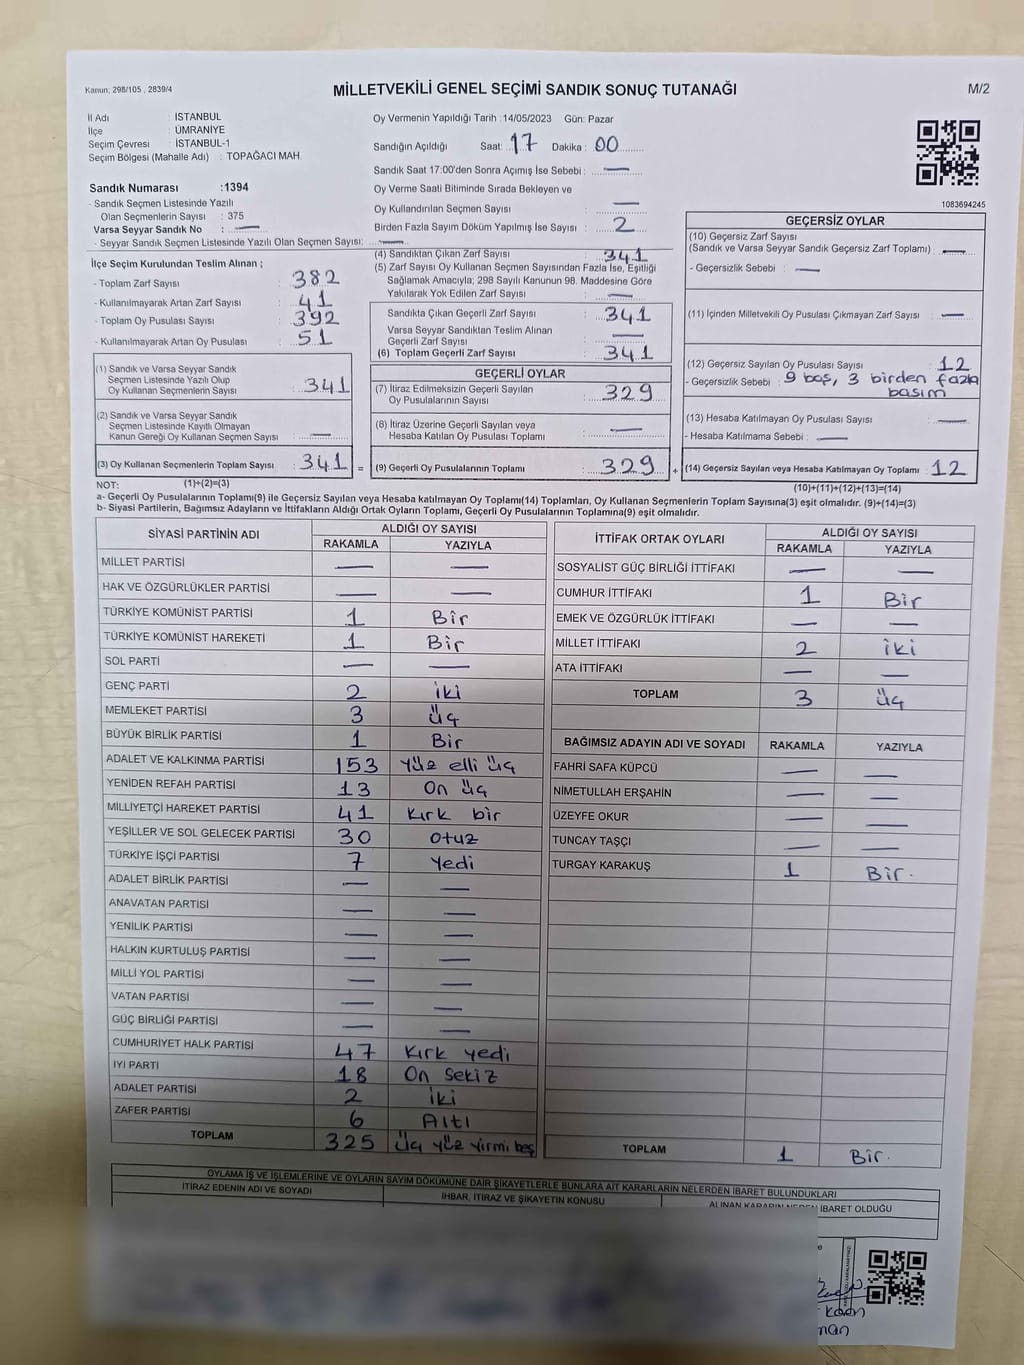 Kanun: 298/105 , 2839/4
MİLLETVEKİLİ GENEL SEÇİMİ SANDIK SONUÇ TUTANAĞI
M/2
İl Adı : İSTANBUL
İlçe : ÜMRANİYE
Seçim Çevresi : İSTANBUL-1
Seçim Bölgesi (Mahalle Adı) : TOPAĞACI MAH.
Sandık Numarası :1394
- Sandık Seçmen Listesinde Yazılı
Olan Seçmenlerin Sayısı : 375
Varsa Seyyar Sandık No : —
- Seyyar Sandık Seçmen Listesinde Yazılı Olan Seçmen Sayısı: —
Oy Vermenin Yapıldığı Tarih :14/05/2023 Gün: Pazar
Sandığın Açıldığı Saat: 17 Dakika : 00
Sandık Saat 17:00'den Sonra Açımış İse Sebebi : —
Oy Verme Saati Bitiminde Sırada Bekleyen ve
Oy Kullandırılan Seçmen Sayısı : —
Birden Fazla Sayım Döküm Yapılmış İse Sayısı : 2
1083694245
İlçe Seçim Kurulundan Teslim Alınan ;
- Toplam Zarf Sayısı : 382
- Kullanılmayarak Artan Zarf Sayısı : 41
- Toplam Oy Pusulası Sayısı : 392
- Kullanılmayarak Artan Oy Pusulası : 51
(1) Sandık ve Varsa Seyyar Sandık
Seçmen Listesinde Yazılı Olup
Oy Kullanan Seçmenlerin Sayısı : 341
(2) Sandık ve Varsa Seyyar Sandık
Seçmen Listesinde Kayıtlı Olmayan
Kanun Gereği Oy Kullanan Seçmen Sayısı : —
(3) Oy Kullanan Seçmenlerin Toplam Sayısı : 341 =
(4) Sandıktan Çıkan Zarf Sayısı : 341
(5) Zarf Sayısı Oy Kullanan Seçmen Sayısından Fazla İse, Eşitliği
Sağlamak Amacıyla; 298 Sayılı Kanunun 98. Maddesine Göre
Yakılarak Yok Edilen Zarf Sayısı : —
Sandıkta Çıkan Geçerli Zarf Sayısı : 341
Varsa Seyyar Sandıktan Teslim Alınan
Geçerli Zarf Sayısı : —
(6) Toplam Geçerli Zarf Sayısı : 341
GEÇERLİ OYLAR
(7) İtiraz Edilmeksizin Geçerli Sayılan
Oy Pusulalarının Sayısı : 329
(8) İtiraz Üzerine Geçerli Sayılan veya
Hesaba Katılan Oy Pusulası Toplamı : —
(9) Geçerli Oy Pusulalarının Toplamı : 329 +
GEÇERSİZ OYLAR
(10) Geçersiz Zarf Sayısı
(Sandık ve Varsa Seyyar Sandık Geçersiz Zarf Toplamı) : —
- Geçersizlik Sebebi : —
(11) İçinden Milletvekili Oy Pusulası Çıkmayan Zarf Sayısı : —
(12) Geçersiz Sayılan Oy Pusulası Sayısı : 12
- Geçersizlik Sebebi : 9 boş, 3 birden fazla
basım
(13) Hesaba Katılmayan Oy Pusulası Sayısı : —
- Hesaba Katılmama Sebebi : —
(14) Geçersiz Sayılan veya Hesaba Katılmayan Oy Toplamı : 12
NOT: (1)+(2)=(3)
(10)+(11)+(12)+(13)=(14)
a- Geçerli Oy Pusulalarının Toplamı(9) ile Geçersiz Sayılan veya Hesaba katılmayan Oy Toplamı(14) Toplamları, Oy Kullanan Seçmenlerin Toplam Sayısına(3) eşit olmalıdır. (9)+(14)=(3)
b- Siyasi Partilerin, Bağımsız Adayların ve İttifakların Aldığı Ortak Oyların Toplamı, Geçerli Oy Pusulalarının Toplamına(9) eşit olmalıdır.
SİYASİ PARTİNİN ADI ALDIĞI OY SAYISI
RAKAMLA YAZIYLA
MİLLET PARTİSİ — —
HAK VE ÖZGÜRLÜKLER PARTİSİ — —
TÜRKİYE KOMÜNİST PARTİSİ 1 Bir
TÜRKİYE KOMÜNİST HAREKETİ 1 Bir
SOL PARTİ — —
GENÇ PARTİ 2 iki
MEMLEKET PARTİSİ 3 Üç
BÜYÜK BİRLİK PARTİSİ 1 Bir
ADALET VE KALKINMA PARTİSİ 153 Yüz elli üç
YENİDEN REFAH PARTİSİ 13 On üç
MİLLİYETÇİ HAREKET PARTİSİ 41 Kırk bir
YEŞİLLER VE SOL GELECEK PARTİSİ 30 Otuz
TÜRKİYE İŞÇİ PARTİSİ 7 Yedi
ADALET BİRLİK PARTİSİ — —
ANAVATAN PARTİSİ — —
YENİLİK PARTİSİ — —
HALKIN KURTULUŞ PARTİSİ — —
MİLLİ YOL PARTİSİ — —
VATAN PARTİSİ — —
GÜÇ BİRLİĞİ PARTİSİ — —
CUMHURİYET HALK PARTİSİ 47 Kırk yedi
İYİ PARTİ 18 On sekiz
ADALET PARTİSİ 2 iki
ZAFER PARTİSİ 6 Altı
TOPLAM 325 Üç yüz yirmi beş
İTTİFAK ORTAK OYLARI ALDIĞI OY SAYISI
RAKAMLA YAZIYLA
SOSYALİST GÜÇ BİRLİĞİ İTTİFAKI — —
CUMHUR İTTİFAKI 1 Bir
EMEK VE ÖZGÜRLÜK İTTİFAKI — —
MİLLET İTTİFAKI 2 iki
ATA İTTİFAKI — —
TOPLAM 3 Üç
BAĞIMSIZ ADAYIN ADI VE SOYADI RAKAMLA YAZIYLA
FAHRİ SAFA KÜPCÜ — —
NİMETULLAH ERŞAHİN — —
ÜZEYFE OKUR — —
TUNCAY TAŞÇI — —
TURGAY KARAKUŞ 1 Bir.
TOPLAM 1 Bir.
OYLAMA İŞ VE İŞLEMLERİNE VE OYLARIN SAYIM DÖKÜMÜNE DAİR ŞİKAYETLERLE BUNLARA AİT KARARLARIN NELERDEN İBARET BULUNDUKLARI
İTİRAZ EDENİN ADI VE SOYADI İHBAR, İTİRAZ VE ŞİKAYETİN KONUSU ALINAN KARARIN NEDEN İBARET OLDUĞU